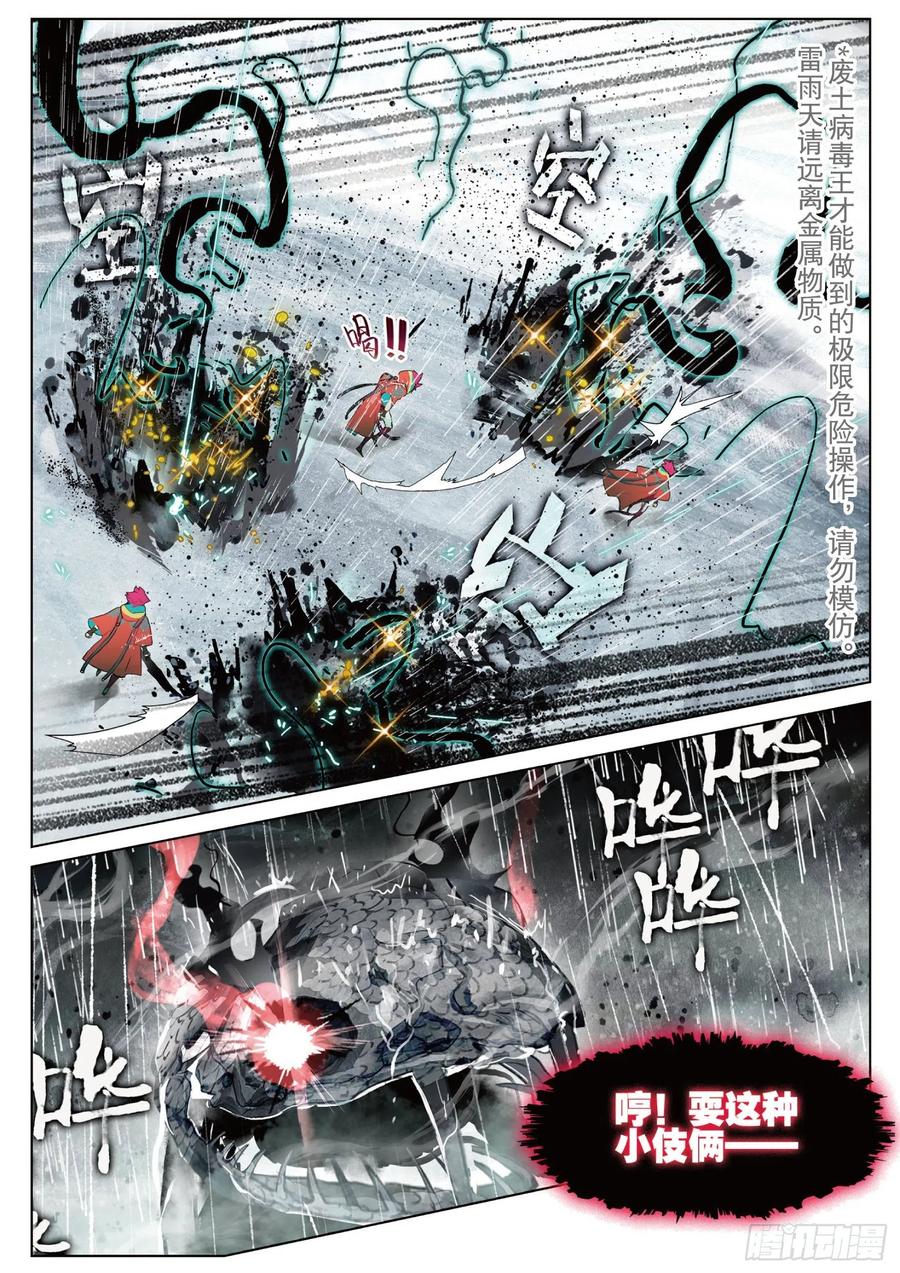 *废土病毒王才能做到的极限危险操作，请勿模仿。
雷雨天请远离金属物质。
空
喝!!
哗
哗
哗
哗
哼！耍这种
小伎俩——
腾讯动漫